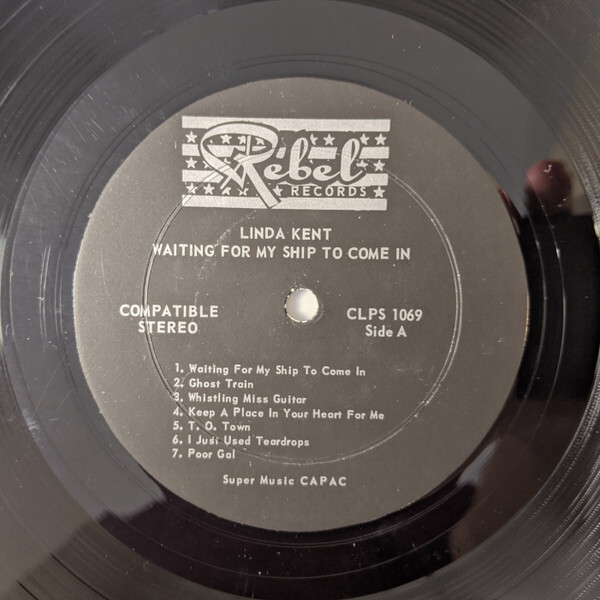 Rebel
RECORDS
LINDA KENT
WAITING FOR MY SHIP TO COME IN
COMPATIBLE
STEREO
CLPS 1069
Side A
1. Waiting For My Ship To Come In
2. Ghost Train
3. Whistling Miss Guitar
4. Keep A Place In Your Heart For Me
5. T. O. Town
6. I Just Used Teardrops
7. Poor Gal
Super Music CAPAC